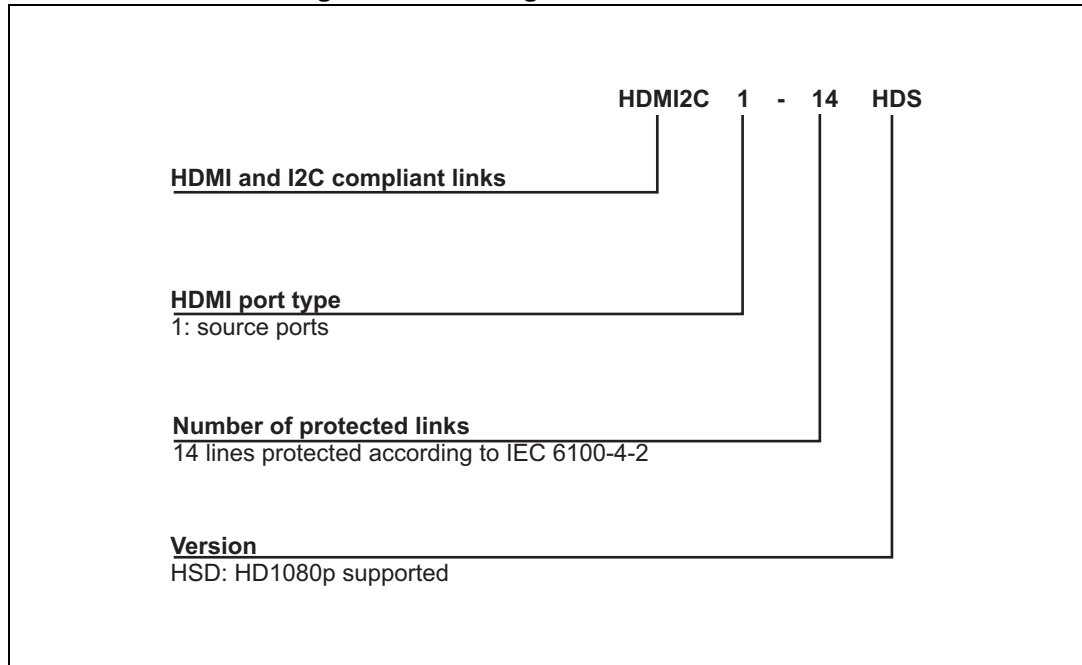 HDMI2C 1 - 14 HDS
HDMI and I2C compliant links
HDMI port type
1: source ports
Number of protected links
14 lines protected according to IEC 6100-4-2
Version
HSD: HD1080p supported